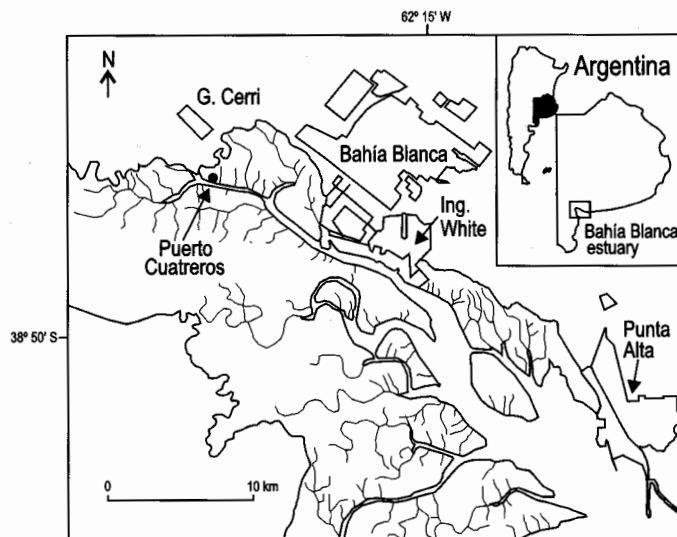 62º 15' W
N
G. Cerri
Argentina
Bahía Blanca
Ing.
White
Puerto
Cuatreros
Bahía Blanca
estuary
38º 50' S
Punta
Alta
0 10 km